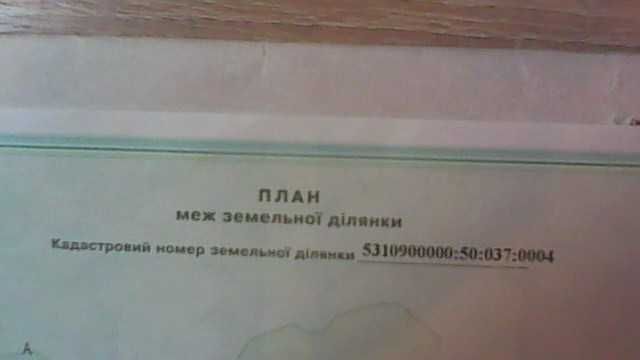 ПЛАН
меж земельної ділянки
Кадастровий номер земельної ділянки 5310900000:50:037:0004
А